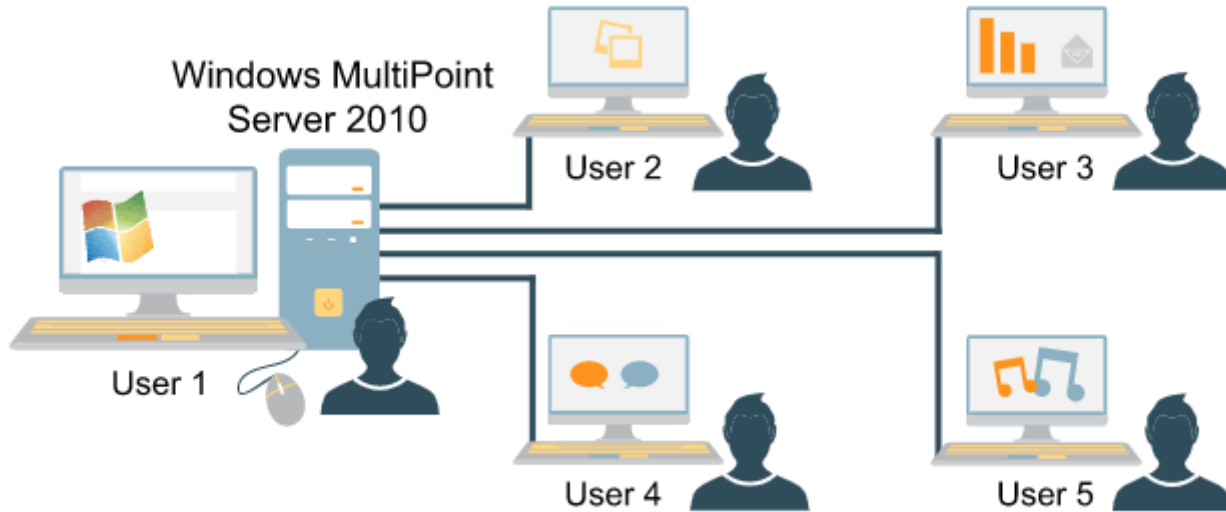 Windows MultiPoint
Server 2010
User 1
User 2
User 3
User 4
User 5